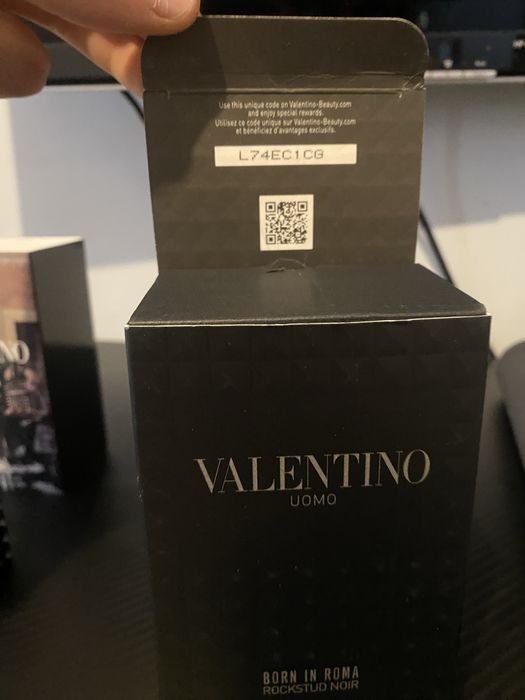 Use this unique code on Valentino-Beauty.com
and enjoy special rewards.
Utilisez ce code unique sur Valentino-Beauty.com
et bénéficiez d'avantages exclusifs.
L74EC1CG
NO
VALENTINO
UOMO
BORN IN ROMA
ROCKSTUD NOIR